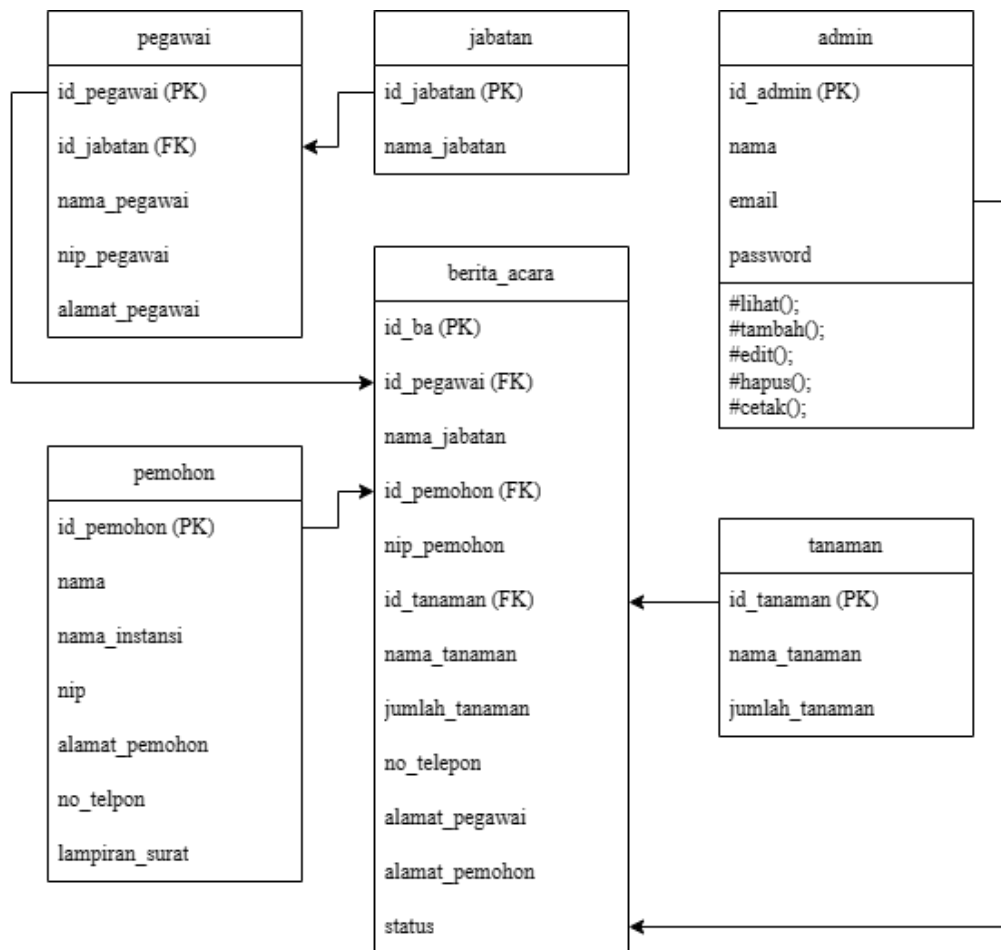 pegawai
id_pegawai (PK)
id_jabatan (FK)
nama_pegawai
nip_pegawai
alamat_pegawai
jabatan
id_jabatan (PK)
nama_jabatan
admin
id_admin (PK)
nama
email
password
#lihat();
#tambah();
#edit();
#hapus();
#cetak();
berita_acara
id_ba (PK)
id_pegawai (FK)
nama_jabatan
id_pemohon (FK)
nip_pemohon
id_tanaman (FK)
nama_tanaman
jumlah_tanaman
no_telepon
alamat_pegawai
alamat_pemohon
status
pemohon
id_pemohon (PK)
nama
nama_instansi
nip
alamat_pemohon
no_telpon
lampiran_surat
tanaman
id_tanaman (PK)
nama_tanaman
jumlah_tanaman